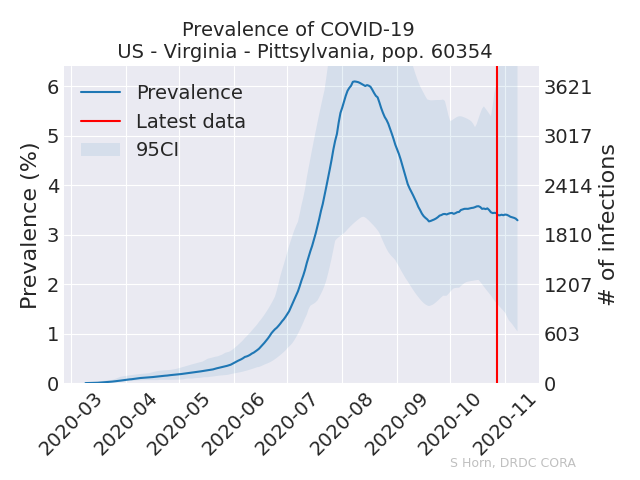 Prevalence of COVID-19
US - Virginia - Pittsylvania, pop. 60354
Prevalence
Latest data
95CI
Prevalence (%)
6
5
4
3
2
1
0
3621
3017
2414
1810
1207
603
0
# of infections
2020-03
2020-04
2020-05
2020-06
2020-07
2020-08
2020-09
2020-10
2020-11
S Horn, DRDC CORA